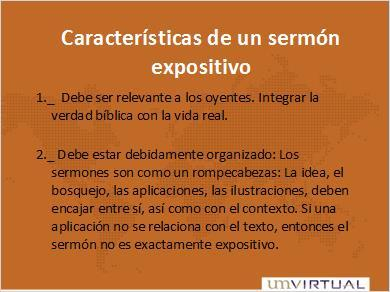 Características de un sermón
expositivo
1._ Debe ser relevante a los oyentes. Integrar la
verdad bíblica con la vida real.
2._ Debe estar debidamente organizado: Los
sermones son como un rompecabezas: La idea, el
bosquejo, las aplicaciones, las ilustraciones, deben
encajar entre sí, así como con el contexto. Si una
aplicación no se relaciona con el texto, entonces el
sermón no es exactamente expositivo.
umVIRTUAL